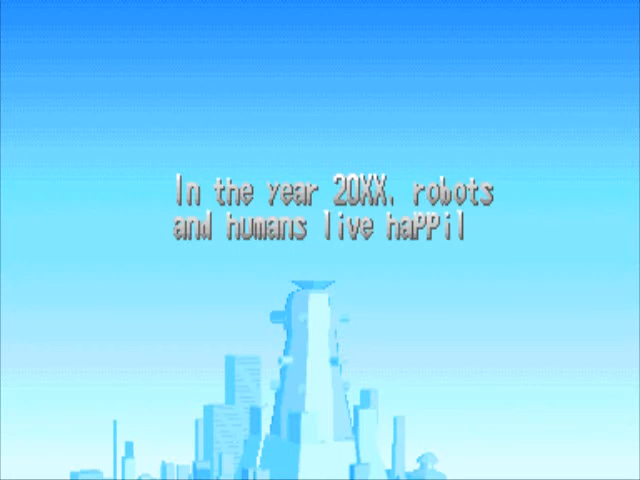 In the year 20XX, robots
and humans live happil